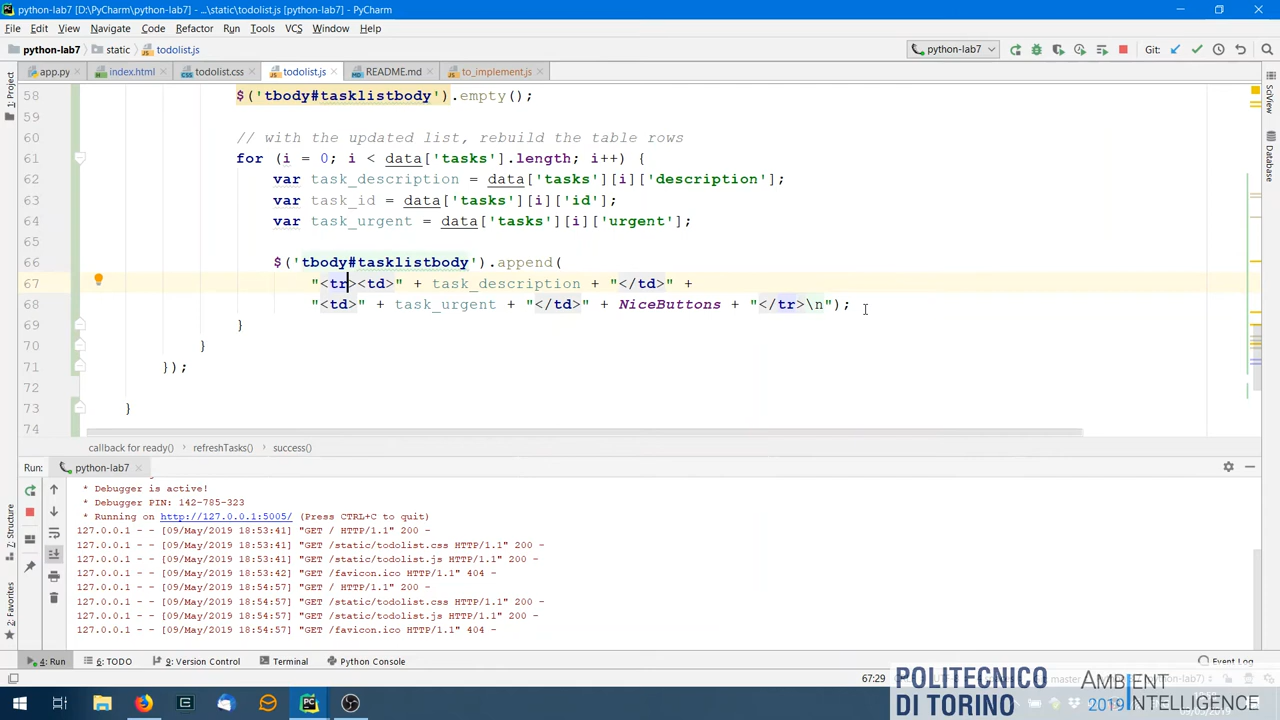 python-lab7 [D:\PyCharm\python-lab7] - ...\static\todolist.js - PyCharm
File Edit View Navigate Code Refactor Run Tools VCS Window Help
python-lab7 static todolist.js python-lab7 Git:
app.py index.html todolist.css todolist.js README.md to_implement.js
1: Project
SciView
Database
58 $('tbody#tasklistbody').empty();
59
60 // with the updated list, rebuild the table rows
61 for (i = 0; i < data['tasks'].length; i++) {
62 var task_description = data['tasks'][i]['description'];
63 var task_id = data['tasks'][i]['id'];
64 var task_urgent = data['tasks'][i]['urgent'];
65
66 $('tbody#tasklistbody').append(
67 "<tr><td>" + task_description + "</td>" +
68 "<td>" + task_urgent + "</td>" + NiceButtons + "</tr>\n");
69 }
70 }
71 });
72
73 }
74
callback for ready() refreshTasks() success()
Run: python-lab7
* Debugger is active!
* Debugger PIN: 142-785-323
* Running on http://127.0.0.1:5005/ (Press CTRL+C to quit)
127.0.0.1 - - [09/May/2019 18:53:41] "GET / HTTP/1.1" 200 -
127.0.0.1 - - [09/May/2019 18:53:41] "GET /static/todolist.css HTTP/1.1" 200 -
127.0.0.1 - - [09/May/2019 18:53:41] "GET /static/todolist.js HTTP/1.1" 200 -
127.0.0.1 - - [09/May/2019 18:53:42] "GET /favicon.ico HTTP/1.1" 404 -
127.0.0.1 - - [09/May/2019 18:54:57] "GET / HTTP/1.1" 200 -
127.0.0.1 - - [09/May/2019 18:54:57] "GET /static/todolist.css HTTP/1.1" 200 -
127.0.0.1 - - [09/May/2019 18:54:57] "GET /static/todolist.js HTTP/1.1" 200 -
127.0.0.1 - - [09/May/2019 18:54:57] "GET /favicon.ico HTTP/1.1" 404 -
Z: Structure
2: Favorites
4: Run 6: TODO 9: Version Control Terminal Python Console Event Log
67:29
POLITECNICO
DI TORINO
AMBIENT
2019 INTELLIGENCE